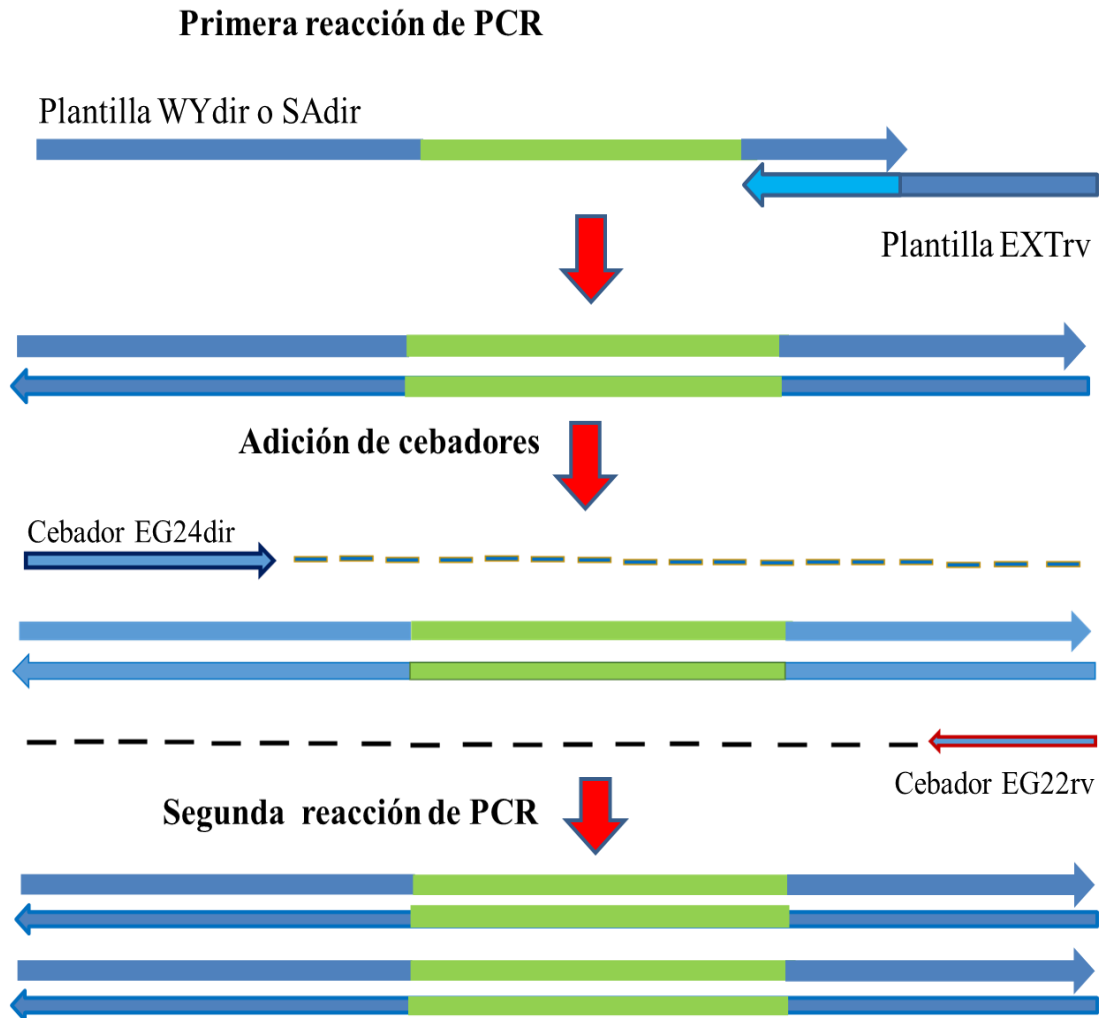 Primera reacción de PCR
Plantilla WYdir o SAdir
Plantilla EXTrv
Adición de cebadores
Cebador EG24dir
Cebador EG22rv
Segunda reacción de PCR